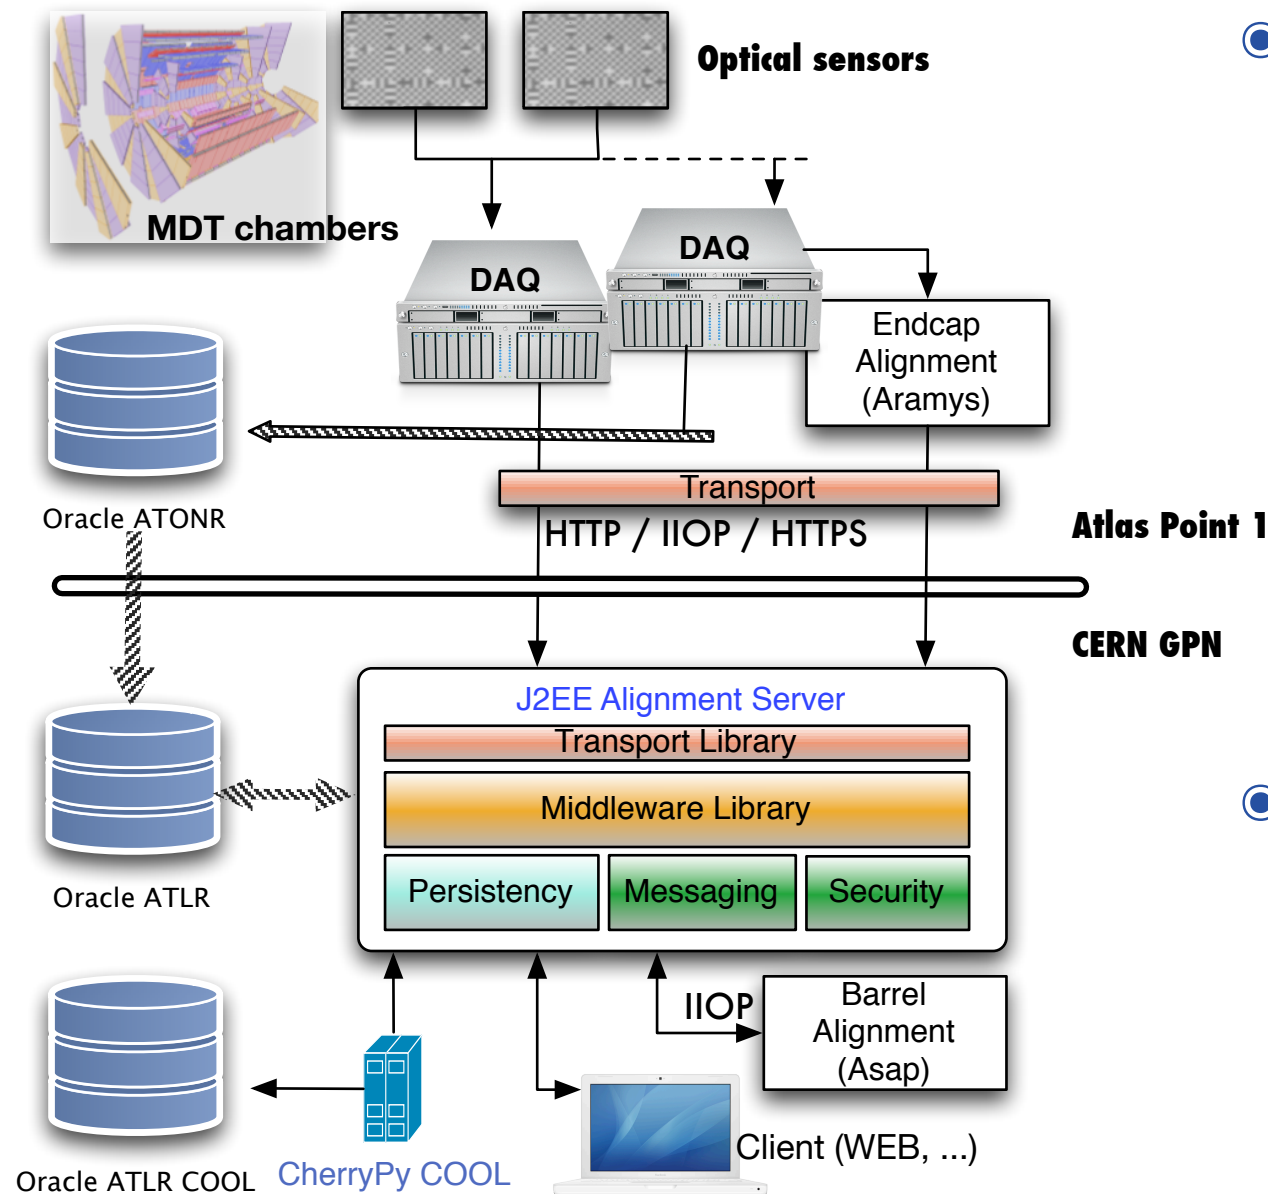 Optical sensors
MDT chambers
DAQ
DAQ
Endcap
Alignment
(Aramys)
Oracle ATONR
Transport
HTTP / IIOP / HTTPS
Atlas Point 1
CERN GPN
J2EE Alignment Server
Transport Library
Middleware Library
Persistency
Messaging
Security
Oracle ATLR
IIOP
Barrel
Alignment
(Asap)
Client (WEB, ...)
Oracle ATLR COOL
CherryPy COOL